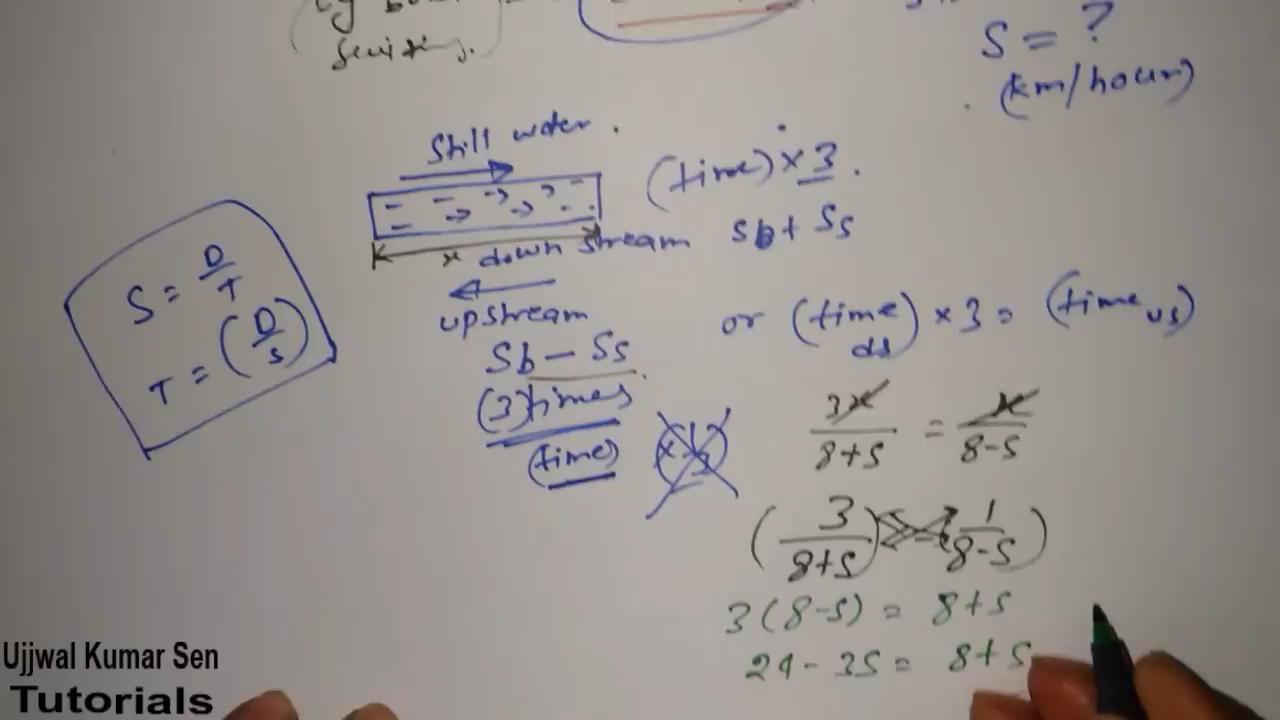 by
S = ?
(km/hour)
Still water.
(time) × 3.
x down stream Sb + Ss
upstream
Sb - Ss
(3) times
(time)
S = D/T
T = (D/S)
or (time ds) × 3 = (time us)
3x/8+S = x/8-S
(3/8+S) = (1/8-S)
3(8-S) = 8+S
24 - 3S = 8+S
Ujjwal Kumar Sen
Tutorials